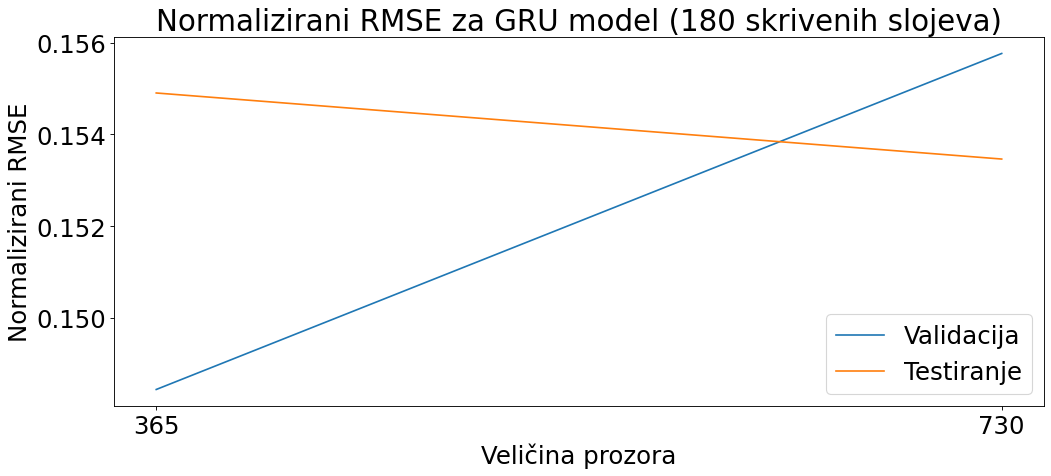 Normalizirani RMSE za GRU model (180 skrivenih slojeva)
Normalizirani RMSE
0.156
0.154
0.152
0.150
Validacija
Testiranje
365
730
Veličina prozora